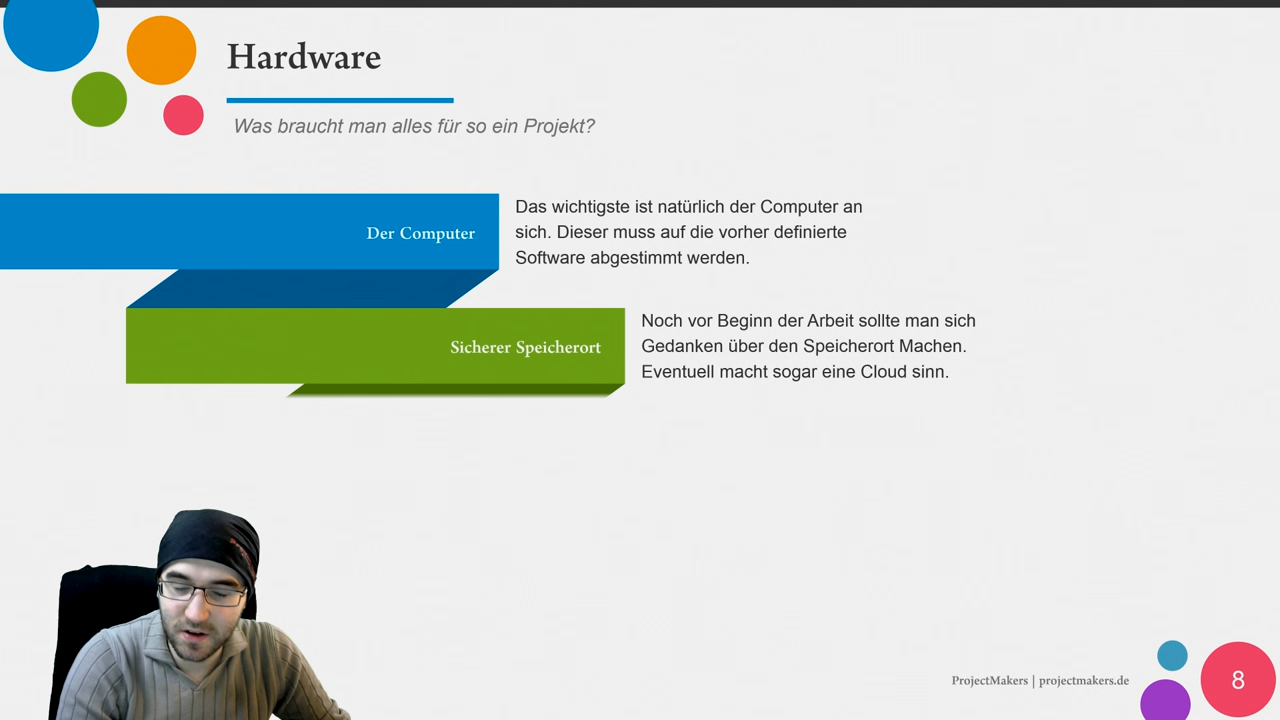 Hardware
Was braucht man alles für so ein Projekt?
Der Computer
Das wichtigste ist natürlich der Computer an
sich. Dieser muss auf die vorher definierte
Software abgestimmt werden.
Sicherer Speicherort
Noch vor Beginn der Arbeit sollte man sich
Gedanken über den Speicherort Machen.
Eventuell macht sogar eine Cloud sinn.
ProjectMakers | projectmakers.de
8